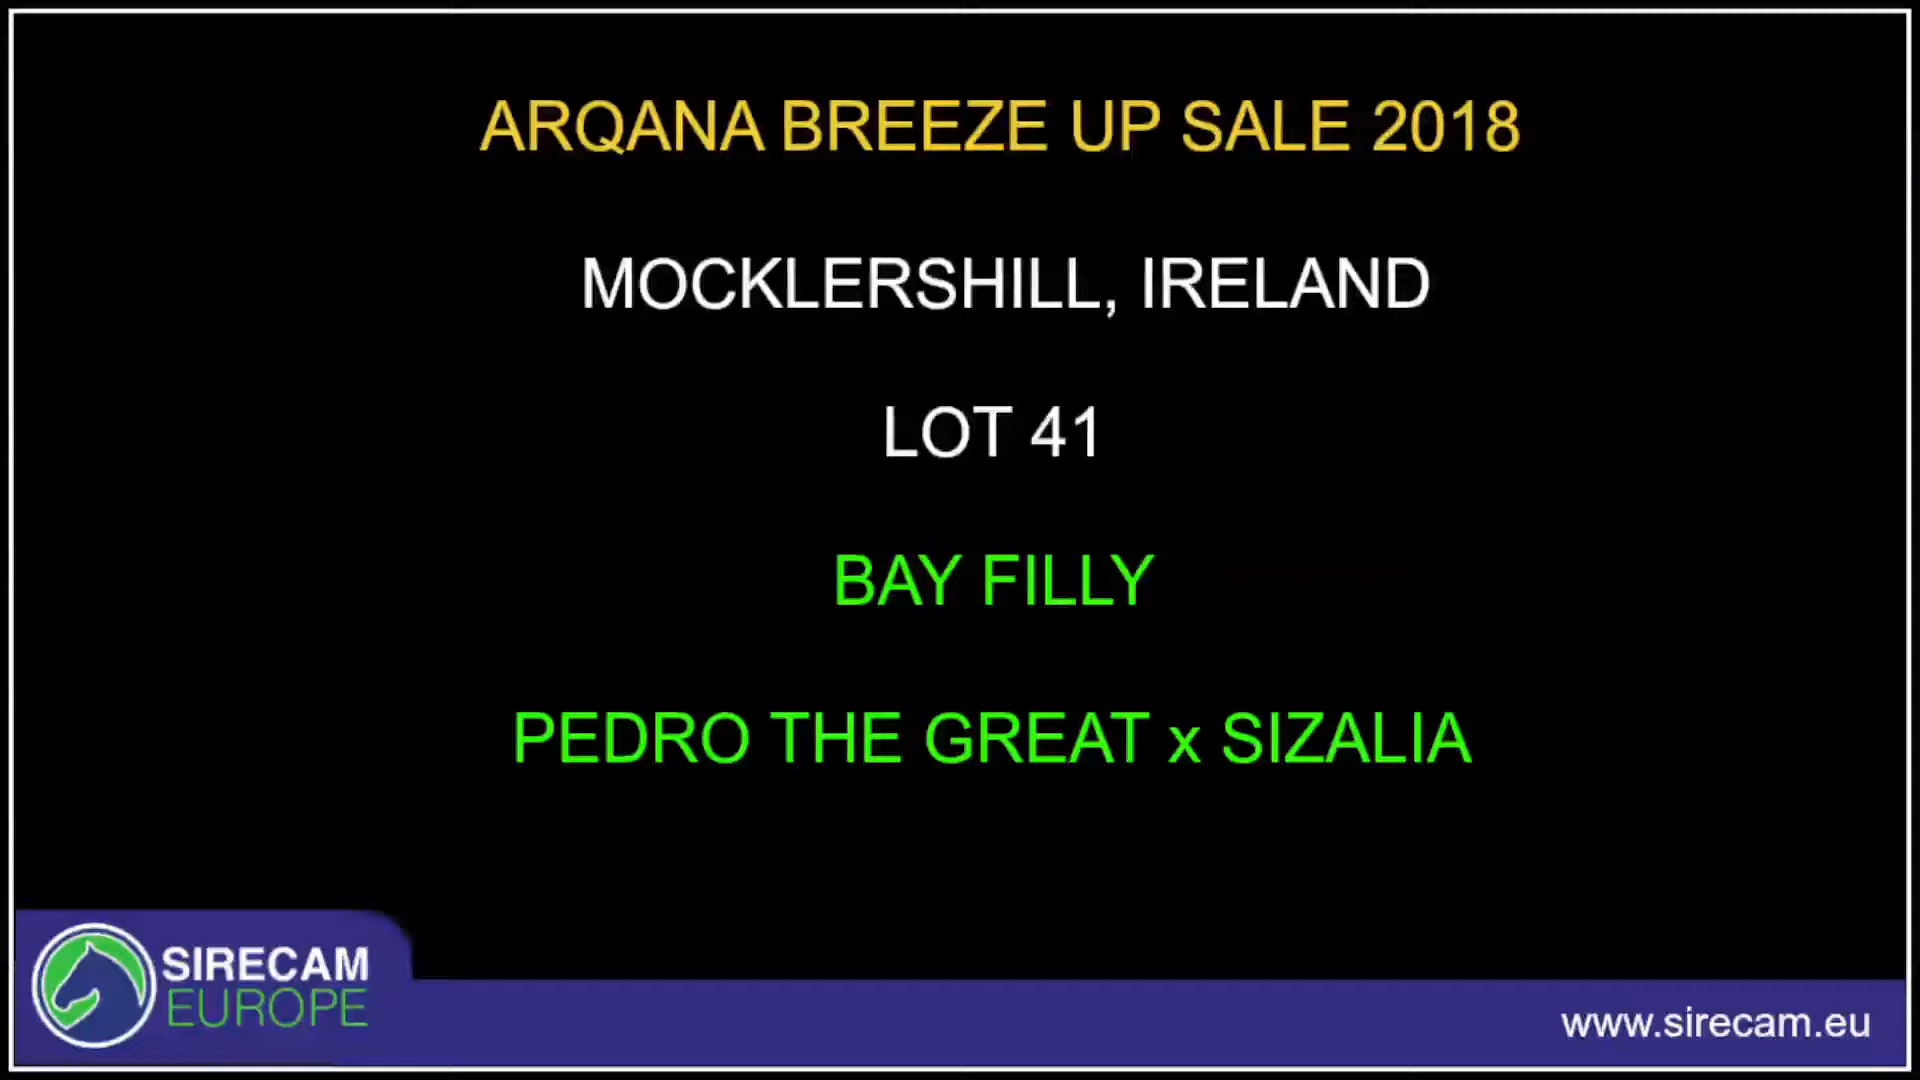 ARQANA BREEZE UP SALE 2018
MOCKLERSHILL, IRELAND
LOT 41
BAY FILLY
PEDRO THE GREAT x SIZALIA
SIRECAM
EUROPE
www.sirecam.eu